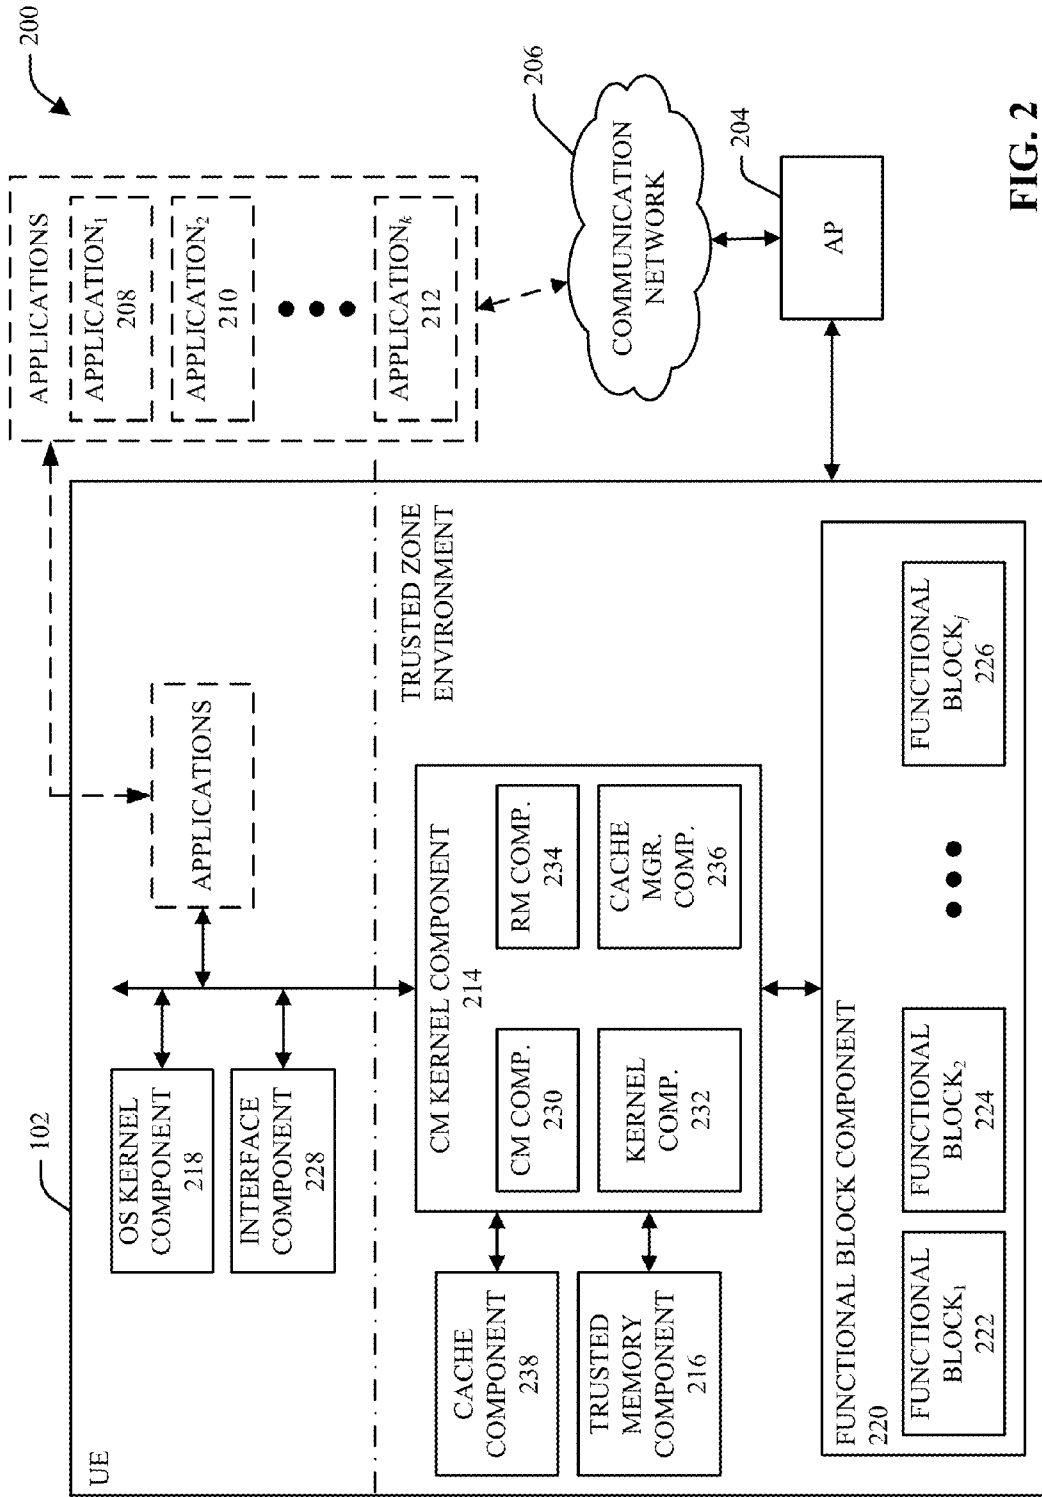 200
102
UE
OS KERNEL
COMPONENT
218
INTERFACE
COMPONENT
228
APPLICATIONS
APPLICATIONS
APPLICATION₁
208
APPLICATION₂
210
APPLICATIONₖ
212
TRUSTED ZONE
ENVIRONMENT
CACHE
COMPONENT
238
TRUSTED
MEMORY
COMPONENT
216
CM KERNEL COMPONENT
214
CM COMP.
230
RM COMP.
234
KERNEL
COMP.
232
CACHE
MGR.
COMP.
236
COMMUNICATION
NETWORK
206
AP
204
FUNCTIONAL BLOCK COMPONENT
220
FUNCTIONAL
BLOCK₁
222
FUNCTIONAL
BLOCK₂
224
FUNCTIONAL
BLOCKⱼ
226
FIG. 2